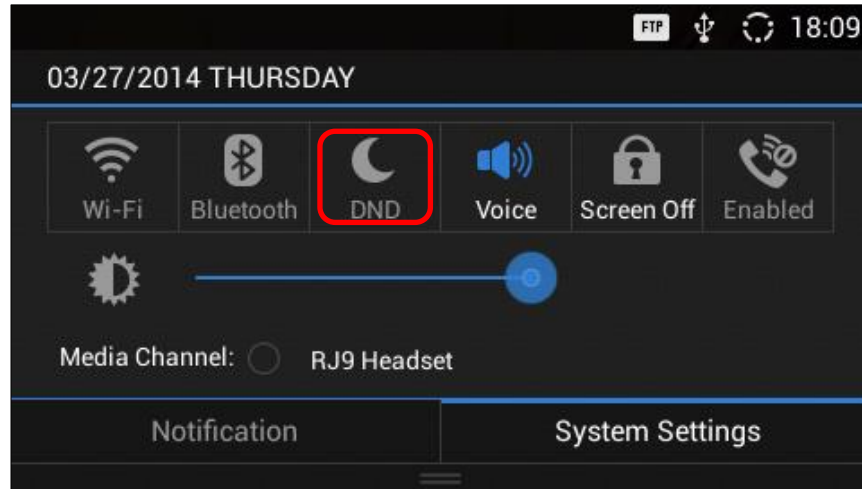 FTP 18:09
03/27/2014 THURSDAY
Wi-Fi Bluetooth DND Voice Screen Off Enabled
Media Channel: RJ9 Headset
Notification System Settings